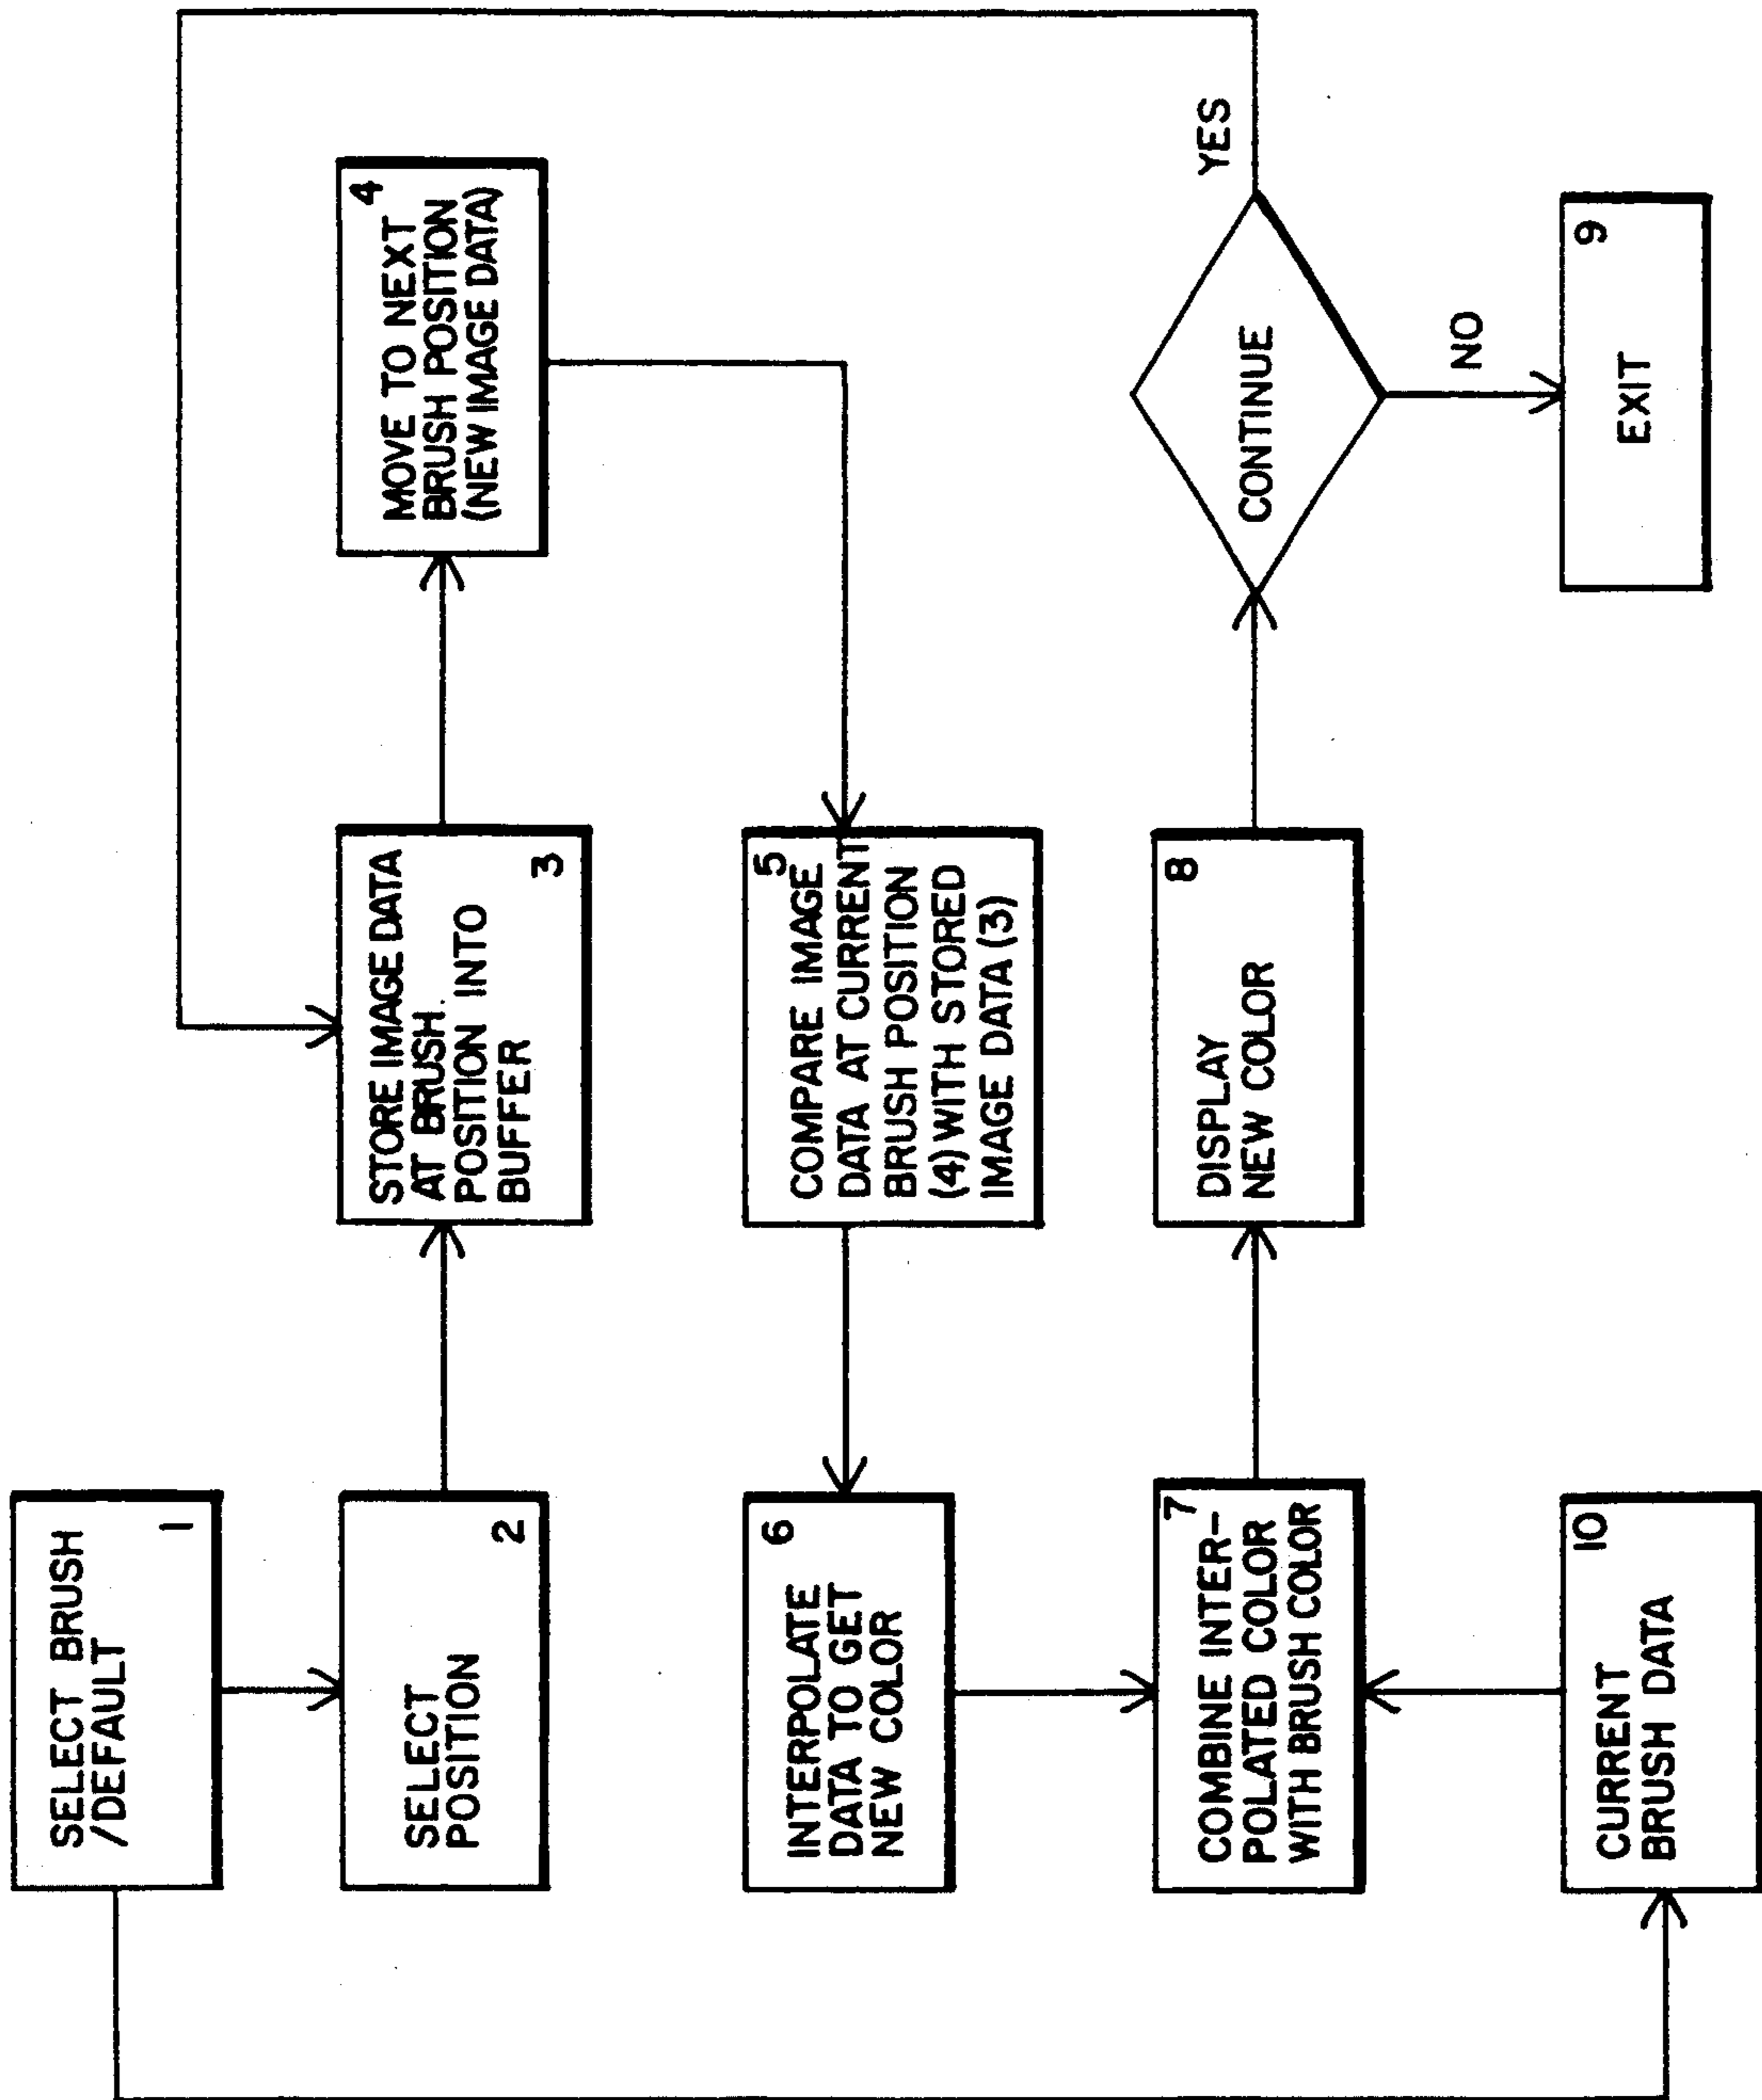 SELECT BRUSH
/DEFAULT
1
SELECT
POSITION
2
STORE IMAGE DATA
AT BRUSH
POSITION INTO
BUFFER
3
4
MOVE TO NEXT
BRUSH POSITION
(NEW IMAGE DATA)
5
COMPARE IMAGE
DATA AT CURRENT
BRUSH POSITION
(4) WITH STORED
IMAGE DATA (3)
6
INTERPOLATE
DATA TO GET
NEW COLOR
7
COMBINE INTER-
POLATED COLOR
WITH BRUSH COLOR
8
DISPLAY
NEW COLOR
CONTINUE
YES
NO
9
EXIT
10
CURRENT
BRUSH DATA